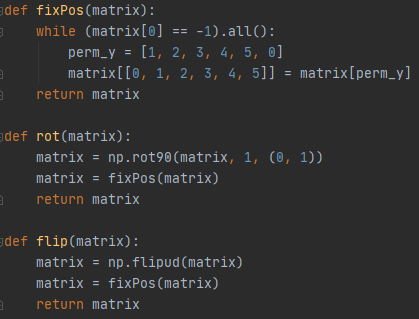 def fixPos(matrix):
    while (matrix[0] == -1).all():
        perm_y = [1, 2, 3, 4, 5, 0]
        matrix[[0, 1, 2, 3, 4, 5]] = matrix[perm_y]
    return matrix

def rot(matrix):
    matrix = np.rot90(matrix, 1, (0, 1))
    matrix = fixPos(matrix)
    return matrix

def flip(matrix):
    matrix = np.flipud(matrix)
    matrix = fixPos(matrix)
    return matrix